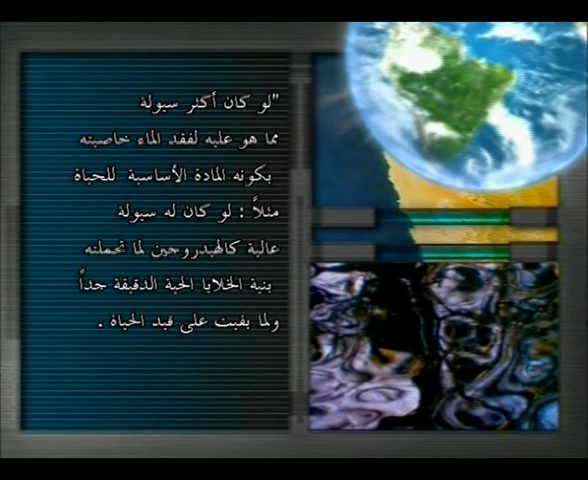 "لو كان أكثر سيولة
مما هو عليه لفقد الماء خاصيته
بكونه المادة الأساسية للحياة
مثلاً : لو كان له سيولة
عالية كالهيدروجين لما تحملته
بنية الخلايا الحية الدقيقة جداً
ولما بقيت على قيد الحياة .